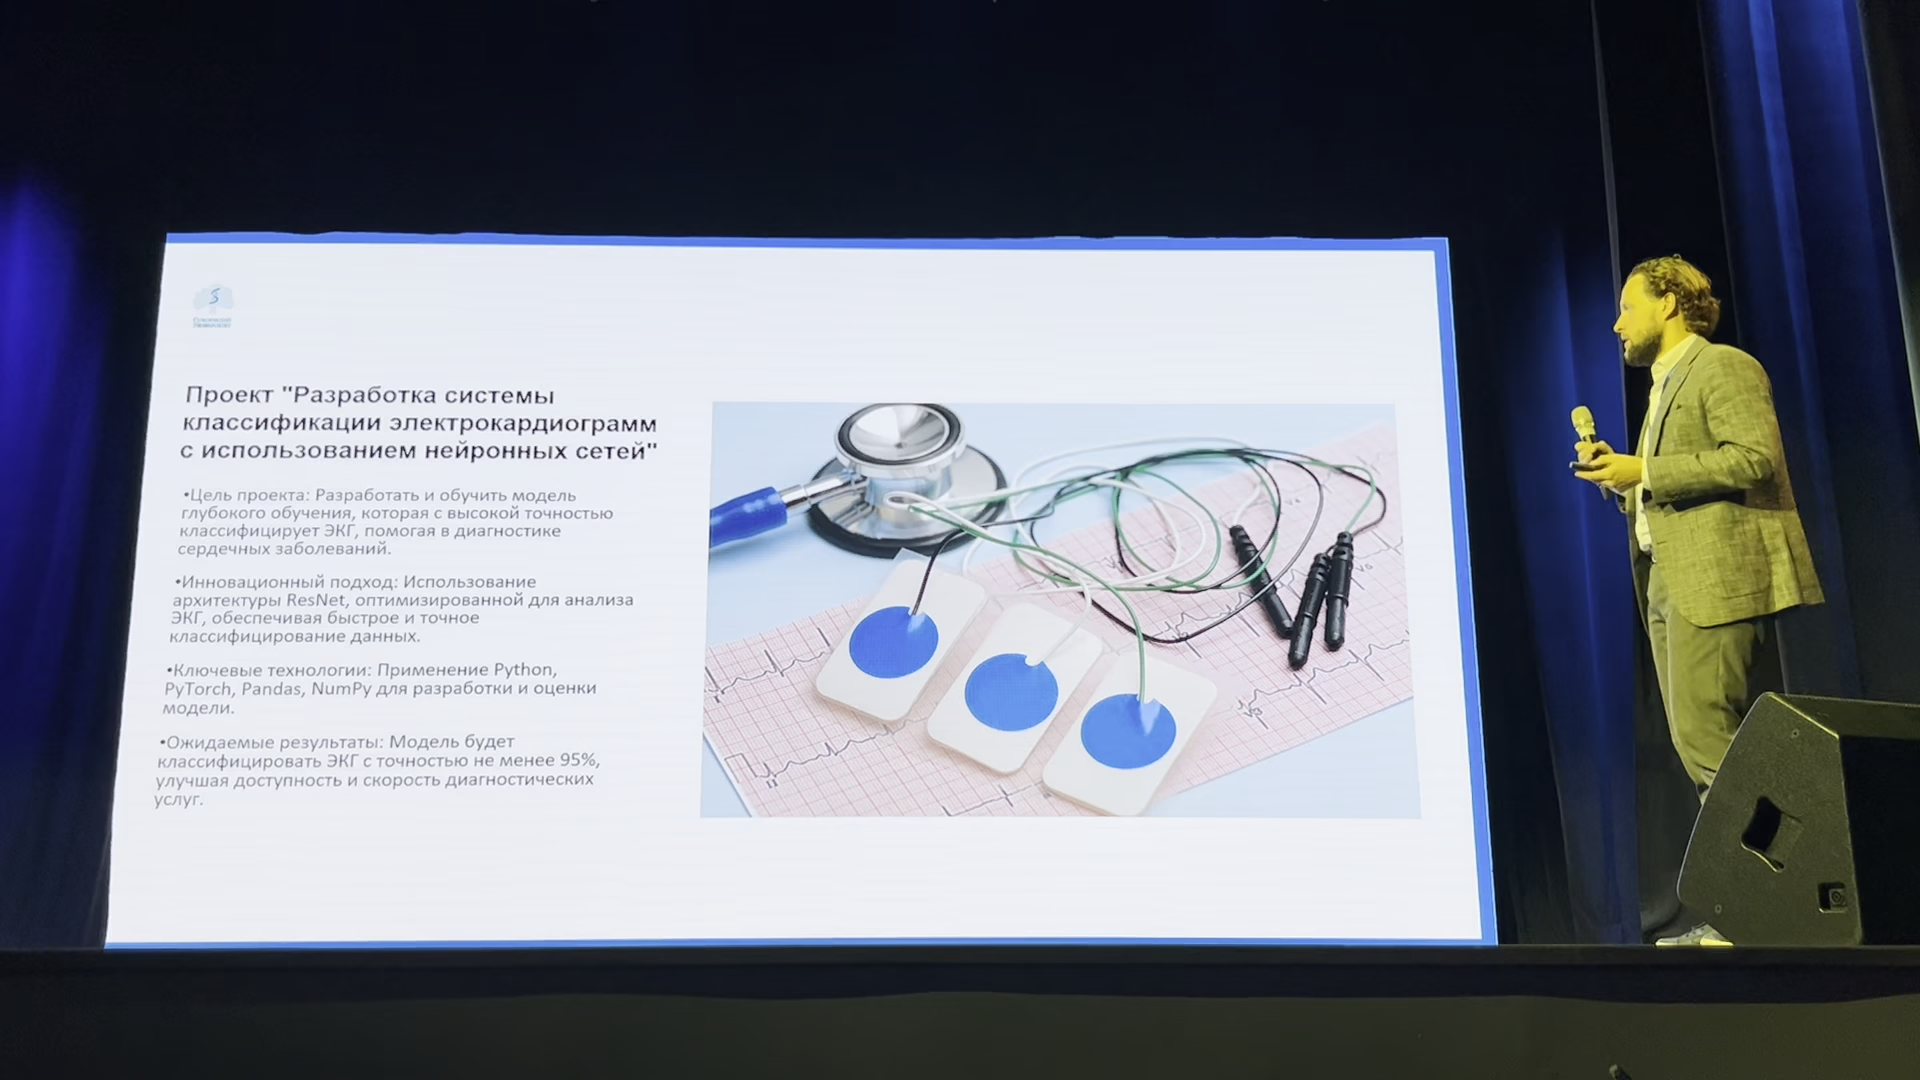 Проект "Разработка системы
классификации электрокардиограмм
с использованием нейронных сетей"
•Цель проекта: Разработать и обучить модель
глубокого обучения, которая с высокой точностью
классифицирует ЭКГ, помогая в диагностике
сердечных заболеваний.
•Инновационный подход: Использование
архитектуры ResNet, оптимизированной для анализа
ЭКГ, обеспечивая быстрое и точное
классифицирование данных.
•Ключевые технологии: Применение Python,
PyTorch, Pandas, NumPy для разработки и оценки
модели.
•Ожидаемые результаты: Модель будет
классифицировать ЭКГ с точностью не менее 95%,
улучшая доступность и скорость диагностических
услуг.